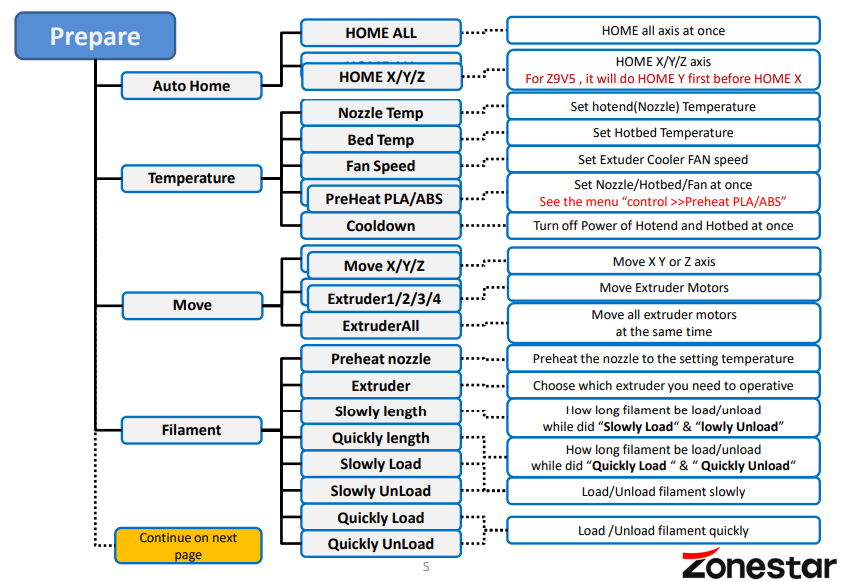 Prepare
HOME ALL
HOME all axis at once
Auto Home
HOME X/Y/Z
HOME X/Y/Z axis
For Z9V5 , it will do HOME Y first before HOME X
Temperature
Nozzle Temp
Set hotend(Nozzle) Temperature
Bed Temp
Set Hotbed Temperature
Fan Speed
Set Extuder Cooler FAN speed
PreHeat PLA/ABS
Set Nozzle/Hotbed/Fan at once
See the menu “control >>Preheat PLA/ABS”
Cooldown
Turn off Power of Hotend and Hotbed at once
Move
Move X/Y/Z
Move X Y or Z axis
Extruder1/2/3/4
Move Extruder Motors
ExtruderAll
Move all extruder motors
at the same time
Filament
Preheat nozzle
Preheat the nozzle to the setting temperature
Extruder
Choose which extruder you need to operative
Slowly length
How long filament be load/unload
while did “Slowly Load“ & “lowly Unload”
Quickly length
How long filament be load/unload
while did “Quickly Load “ & “ Quickly Unload“
Slowly Load
Slowly UnLoad
Load/Unload filament slowly
Quickly Load
Quickly UnLoad
Load /Unload filament quickly
Continue on next
page
5
Zonestar